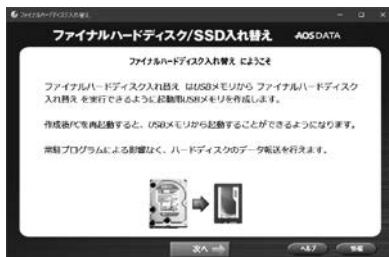 ファイナルハードディスク入れ替え
ファイナルハードディスク/SSD入れ替え
AOSDATA
ファイナルハードディスク入れ替え にようこそ
ファイナルハードディスク入れ替え はUSBメモリから ファイナルハードディスク
入れ替え を実行できるように起動用USBメモリを作成します。
作成後PCを再起動すると、USBメモリから起動することができるようになります。
常駐プログラムによる影響なく、ハードディスクのデータ転送を行えます。
次へ
ヘルプ
情報